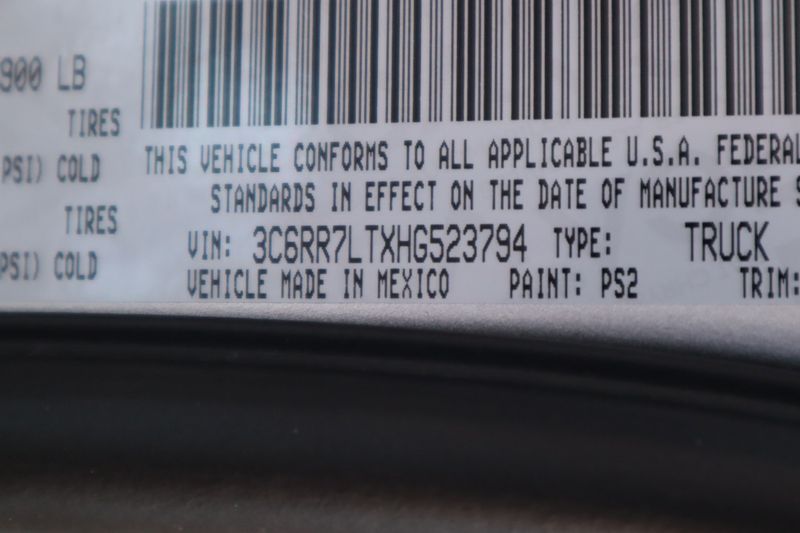 900 LB
TIRES
PSI) COLD
TIRES
PSI) COLD
THIS VEHICLE CONFORMS TO ALL APPLICABLE U.S.A. FEDERAL
STANDARDS IN EFFECT ON THE DATE OF MANUFACTURE S
VIN: 3C6RR7LTXHG523794 TYPE: TRUCK
VEHICLE MADE IN MEXICO PAINT: PS2 TRIM: